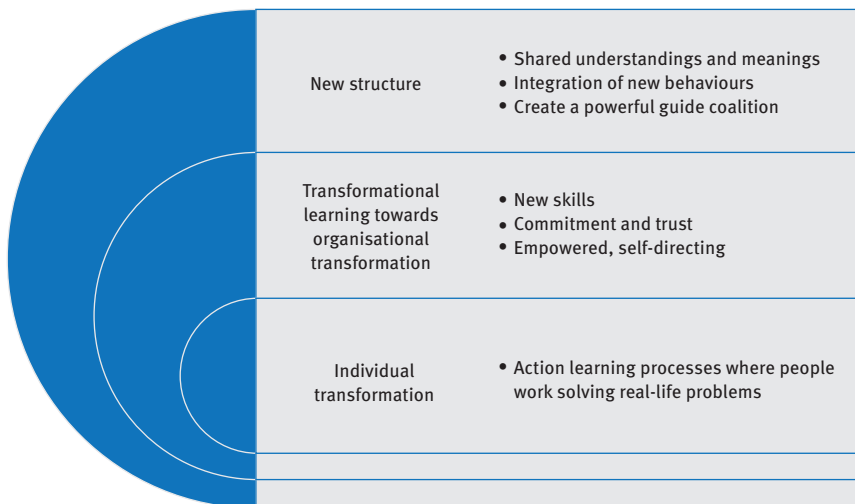 New structure
• Shared understandings and meanings
• Integration of new behaviours
• Create a powerful guide coalition
Transformational
learning towards
organisational
transformation
• New skills
• Commitment and trust
• Empowered, self-directing
Individual
transformation
• Action learning processes where people
work solving real-life problems